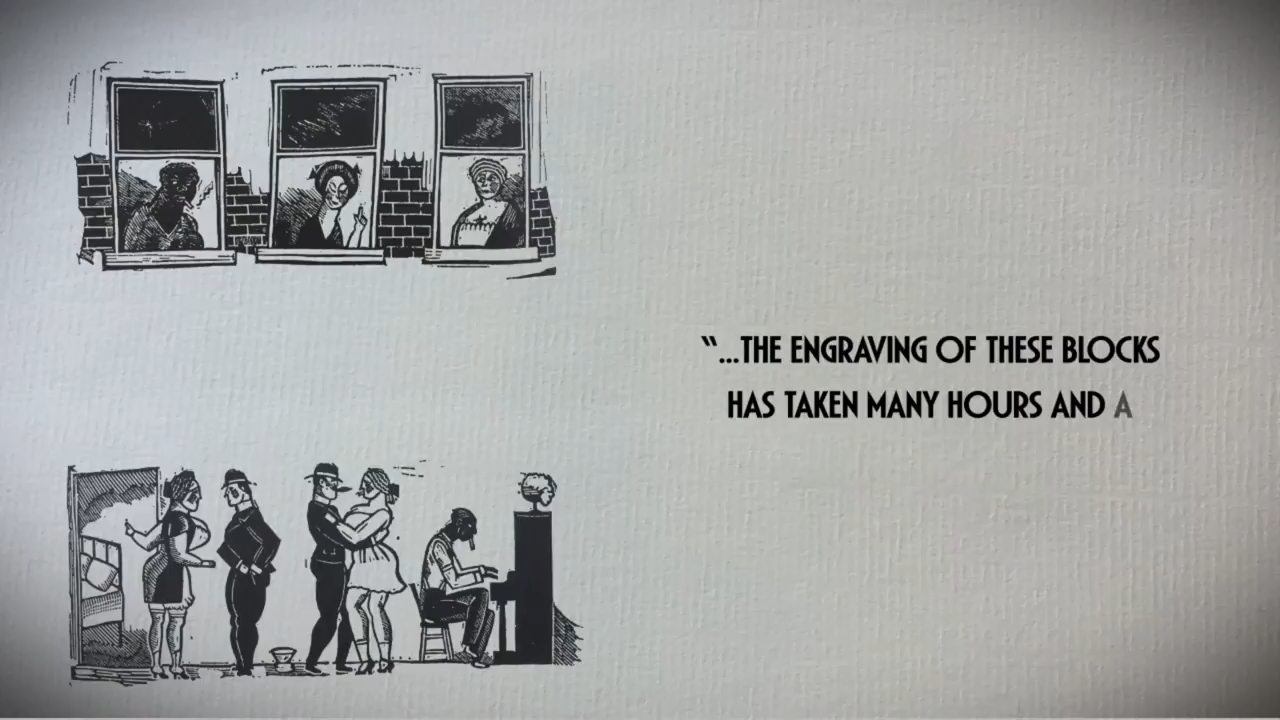 “...THE ENGRAVING OF THESE BLOCKS
HAS TAKEN MANY HOURS AND A